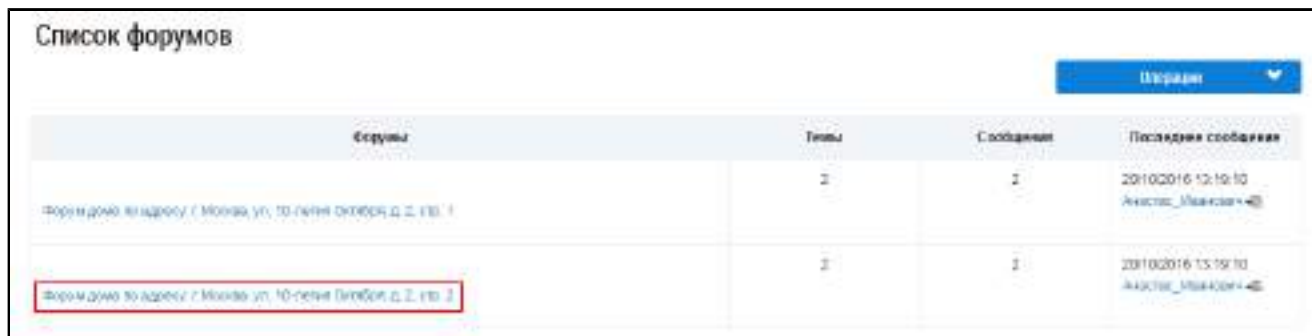 Список форумов
Операции
Форумы Темы Сообщения Последнее сообщение
2 2 20/10/2016 13:19:10
Форум дома по адресу: г. Москва, ул. 10-летия Октября, д. 2, стр. 1
2 2 20/10/2016 13:19:10
Форум дома по адресу: г. Москва, ул. 10-летия Октября, д. 2, стр. 2